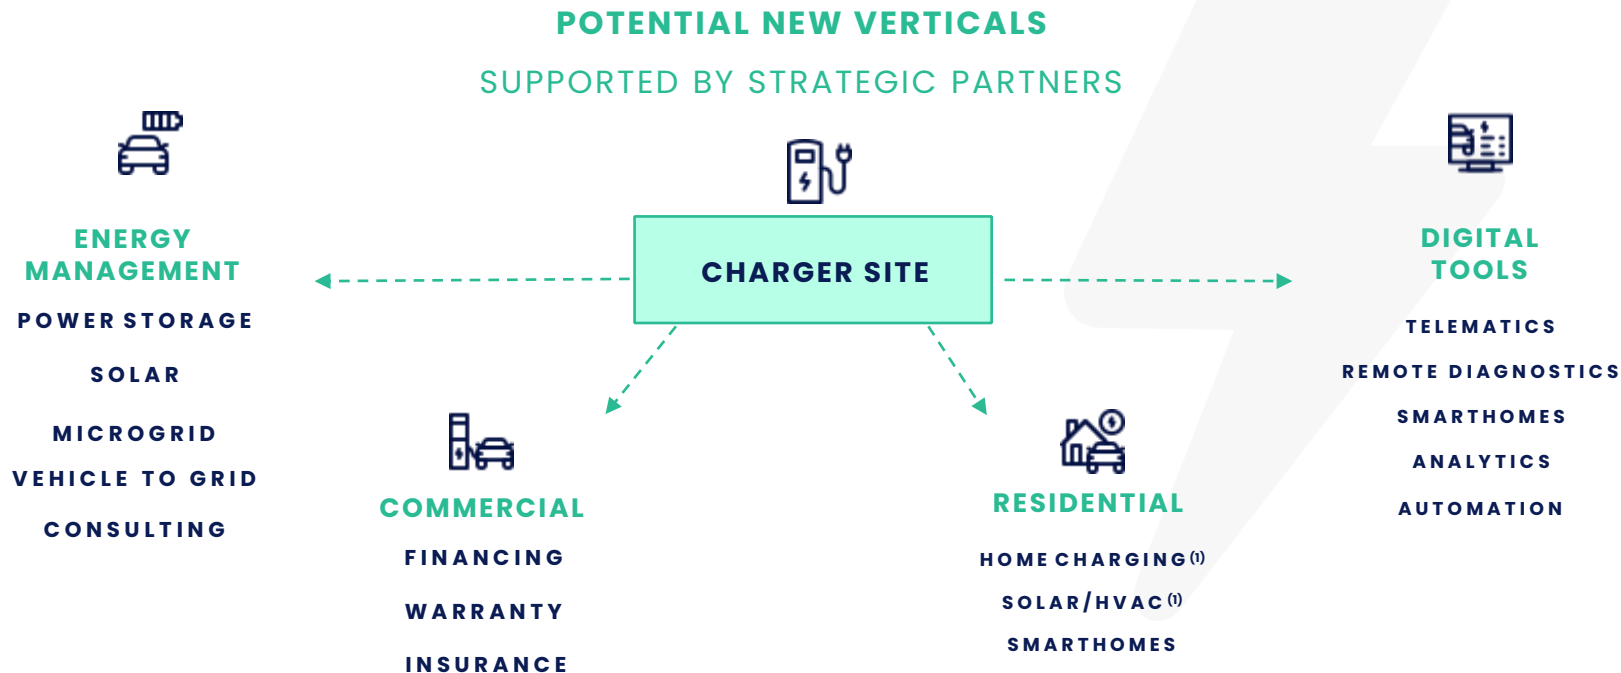 POTENTIAL NEW VERTICALS
SUPPORTED BY STRATEGIC PARTNERS
CHARGER SITE
ENERGY
MANAGEMENT
POWER STORAGE
SOLAR
MICROGRID
VEHICLE TO GRID
CONSULTING
COMMERCIAL
FINANCING
WARRANTY
INSURANCE
RESIDENTIAL
HOME CHARGING(1)
SOLAR/HVAC(1)
SMARTHOMES
DIGITAL
TOOLS
TELEMATICS
REMOTE DIAGNOSTICS
SMARTHOMES
ANALYTICS
AUTOMATION